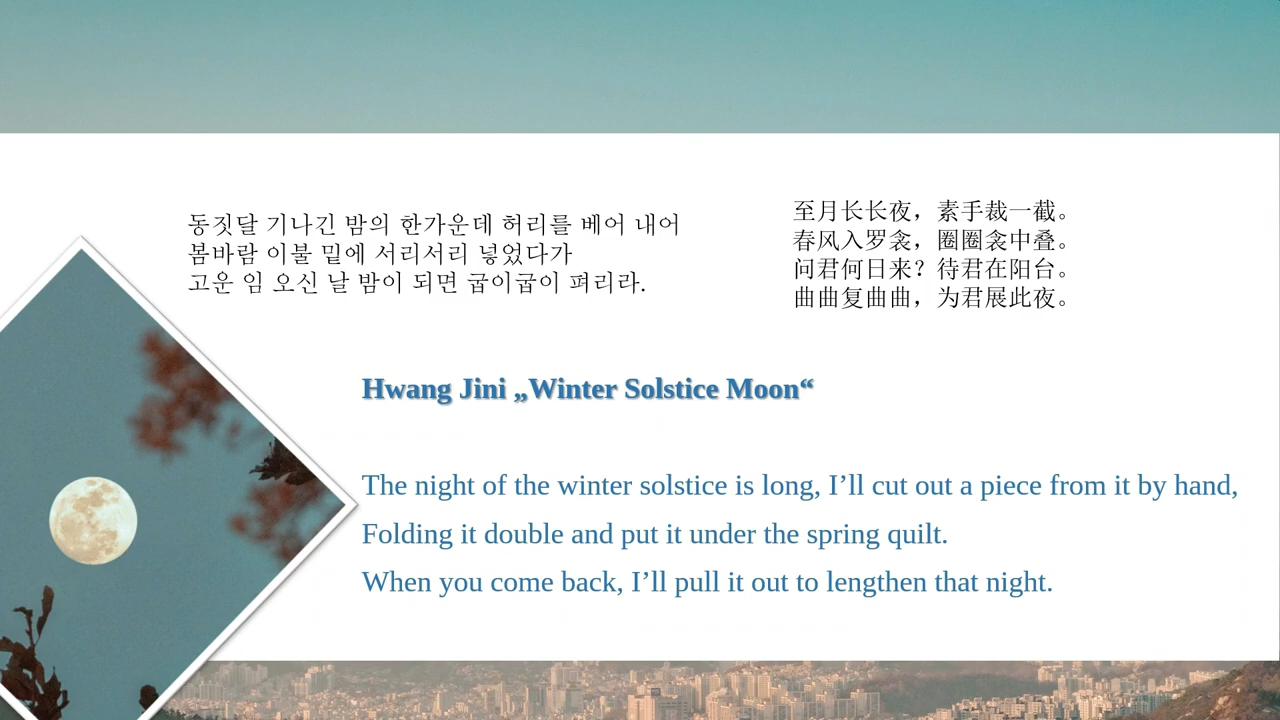 동짓달 기나긴 밤의 한가운데 허리를 베어 내어
봄바람 이불 밑에 서리서리 넣었다가
고운 임 오신 날 밤이 되면 굽이굽이 펴리라.
至月长长夜，素手裁一截。
春风入罗衾，圈圈衾中叠。
问君何日来？待君在阳台。
曲曲复曲曲，为君展此夜。
Hwang Jini „Winter Solstice Moon“
The night of the winter solstice is long, I’ll cut out a piece from it by hand,
Folding it double and put it under the spring quilt.
When you come back, I’ll pull it out to lengthen that night.